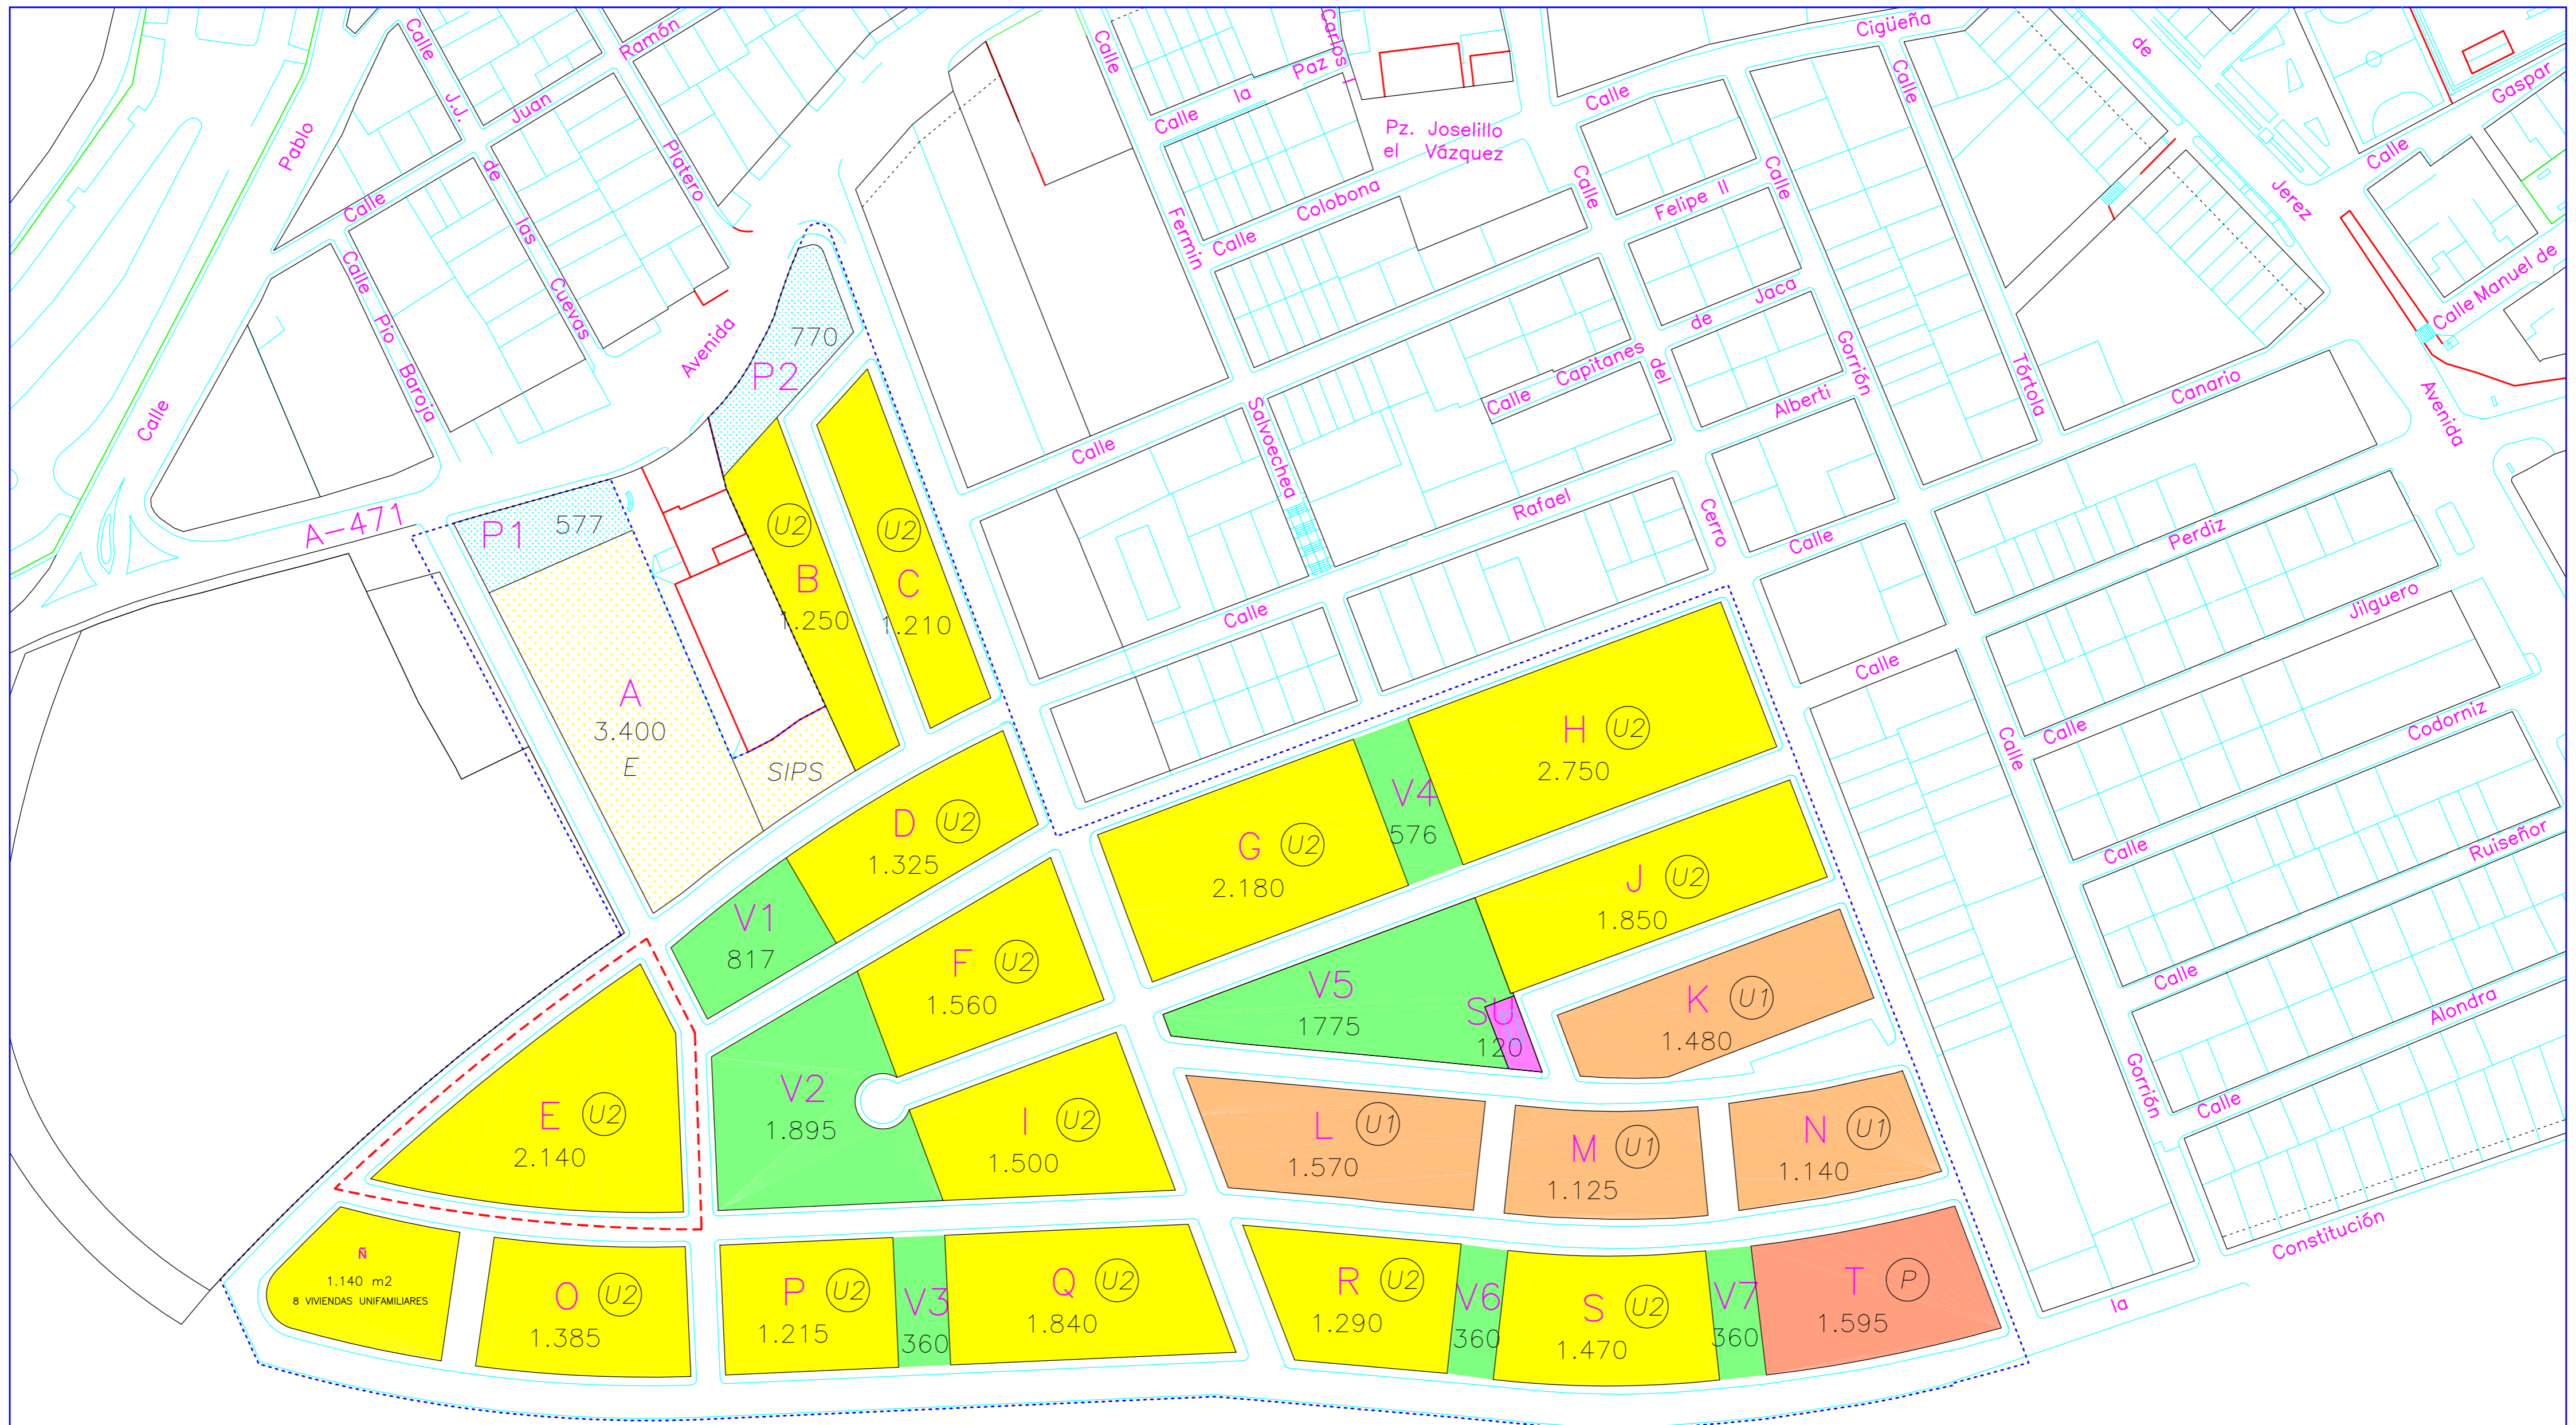 Calle
J.J.
de
las
Cuevas
Ramón
Juan
Calle
Platero
Pablo
Calle
Calle
Pio
Baroja
Avenida
A-471
Calle
Fermin
Salvoechea
Calle
la
Paz
Carlos I
Pz. Joselillo
el Vázquez
Calle
Colobona
Calle
Cigüeña
Calle
del
Cerro
Felipe II
Calle
Gorrión
Calle
Tórtola
de
Jerez
Avenida
Calle
Gaspar
Calle Manuel de
Calle
Capitanes
de
Jaca
Calle
Rafael
Alberti
Calle
Calle
Canario
Calle
Perdiz
Calle
Jilguero
Calle
Codorniz
Calle
Ruiseñor
Calle
Alondra
Calle
Gorrión
la
Constitución
P2
770
P1
577
A
3.400
E
SIPS
U2
B
1.250
U2
C
1.210
D U2
1.325
V1
817
E U2
2.140
F U2
1.560
V2
1.895
G U2
2.180
V4
576
H U2
2.750
I U2
1.500
J U2
1.850
V5
1775
SU
120
K U1
1.480
L U1
1.570
M U1
1.125
N U1
1.140
Ñ
1.140 m2
8 VIVIENDAS UNIFAMILIARES
O U2
1.385
P U2
1.215
V3
360
Q U2
1.840
R U2
1.290
V6
360
S U2
1.470
V7
360
T P
1.595